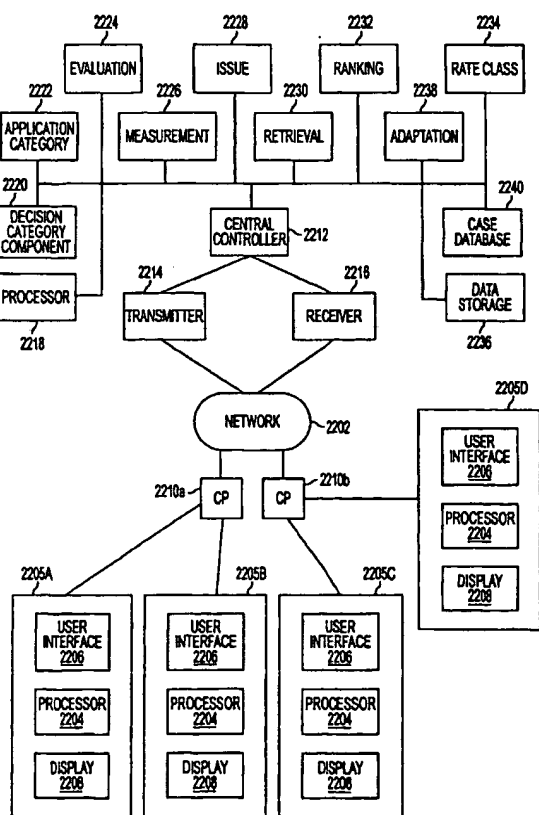 2224
2228
2232
2234
EVALUATION
ISSUE
RANKING
RATE CLASS
2222
2226
2230
2238
APPLICATION
CATEGORY
MEASUREMENT
RETRIEVAL
ADAPTATION
2220
2240
DECISION
CATEGORY
COMPONENT
CENTRAL
CONTROLLER
2212
CASE
DATABASE
2214
2216
PROCESSOR
TRANSMITTER
RECEIVER
DATA
STORAGE
2218
2236
NETWORK
2202
2205D
USER
INTERFACE
2206
2210a
CP
CP
2210b
PROCESSOR
2204
2205A
2205B
2205C
DISPLAY
2208
USER
INTERFACE
2206
USER
INTERFACE
2206
USER
INTERFACE
2206
PROCESSOR
2204
PROCESSOR
2204
PROCESSOR
2204
DISPLAY
2208
DISPLAY
2208
DISPLAY
2208